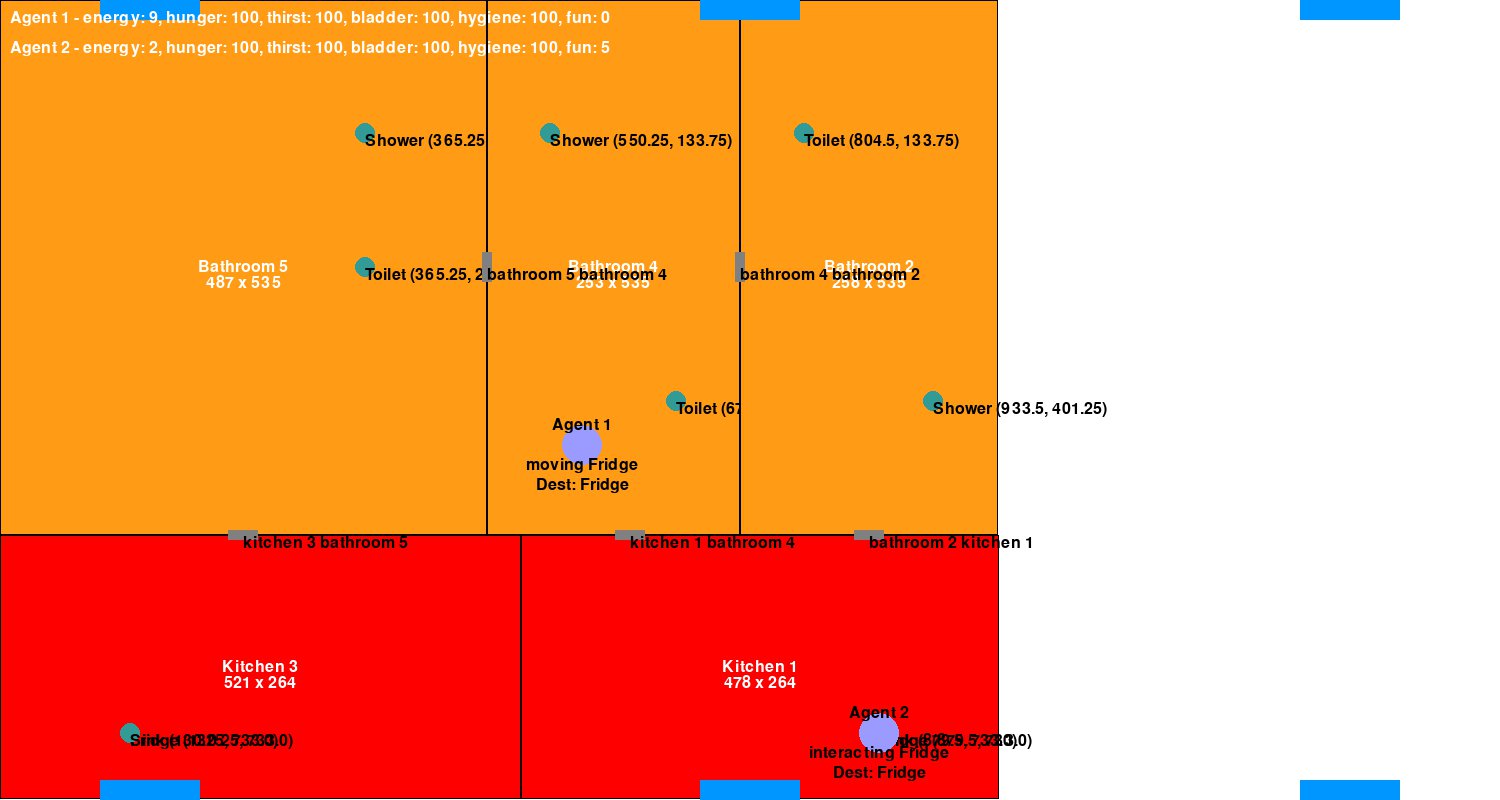 Agent 1 - energy: 9, hunger: 100, thirst: 100, bladder: 100, hygiene: 100, fun: 0
Agent 2 - energy: 2, hunger: 100, thirst: 100, bladder: 100, hygiene: 100, fun: 5
Shower (365.25
Shower (550.25, 133.75)
Toilet (804.5, 133.75)
Bathroom 5
487 x 535
Toilet (365.25, 2
bathroom 5 bathroom 4
Bathroom 4
253 x 535
bathroom 4 bathroom 2
Bathroom 2
258 x 535
Toilet (67
Shower (933.5, 401.25)
Agent 1
moving Fridge
Dest: Fridge
kitchen 3 bathroom 5
kitchen 1 bathroom 4
bathroom 2 kitchen 1
Kitchen 3
521 x 264
Kitchen 1
478 x 264
Agent 2
interacting Fridge
Dest: Fridge